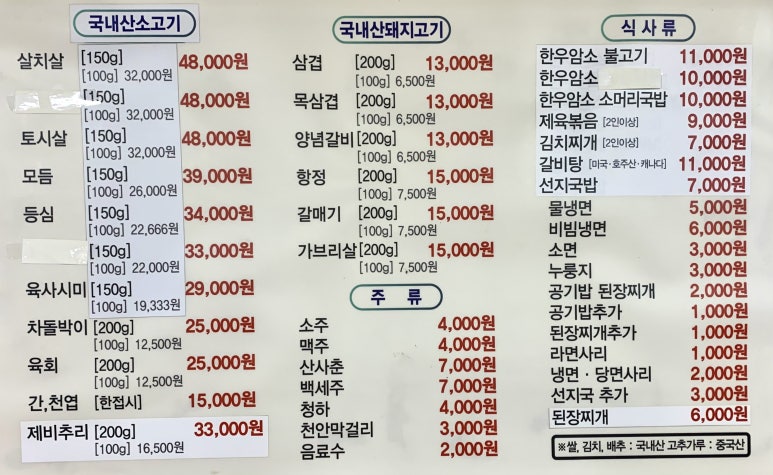 국내산소고기
살치살 [150g] 48,000원
[100g] 32,000원
[150g] 48,000원
[100g] 32,000원
토시살 [150g] 48,000원
[100g] 32,000원
모듬 [150g] 39,000원
[100g] 26,000원
등심 [150g] 34,000원
[100g] 22,666원
[150g] 33,000원
[100g] 22,000원
육사시미 [150g] 29,000원
[100g] 19,333원
차돌박이 [200g] 25,000원
[100g] 12,500원
육회 [200g] 25,000원
[100g] 12,500원
간,천엽 [한접시] 15,000원
제비추리 [200g] 33,000원
[100g] 16,500원
국내산돼지고기
삼겹 [200g] 13,000원
[100g] 6,500원
목삼겹 [200g] 13,000원
[100g] 6,500원
양념갈비 [200g] 13,000원
[100g] 6,500원
항정 [200g] 15,000원
[100g] 7,500원
갈매기 [200g] 15,000원
[100g] 7,500원
가브리살 [200g] 15,000원
[100g] 7,500원
주 류
소주 4,000원
맥주 4,000원
산사춘 7,000원
백세주 7,000원
청하 4,000원
천안막걸리 3,000원
음료수 2,000원
식 사 류
한우암소 불고기 11,000원
한우암소 10,000원
한우암소 소머리국밥 10,000원
제육볶음 [2인이상] 9,000원
김치찌개 [2인이상] 7,000원
갈비탕 [미국·호주산·캐나다] 11,000원
선지국밥 7,000원
물냉면 5,000원
비빔냉면 6,000원
소면 3,000원
누룽지 3,000원
공기밥 된장찌개 2,000원
공기밥추가 1,000원
된장찌개추가 1,000원
라면사리 1,000원
냉면·당면사리 2,000원
선지국 추가 3,000원
된장찌개 6,000원
※쌀, 김치, 배추 : 국내산 고추가루 : 중국산